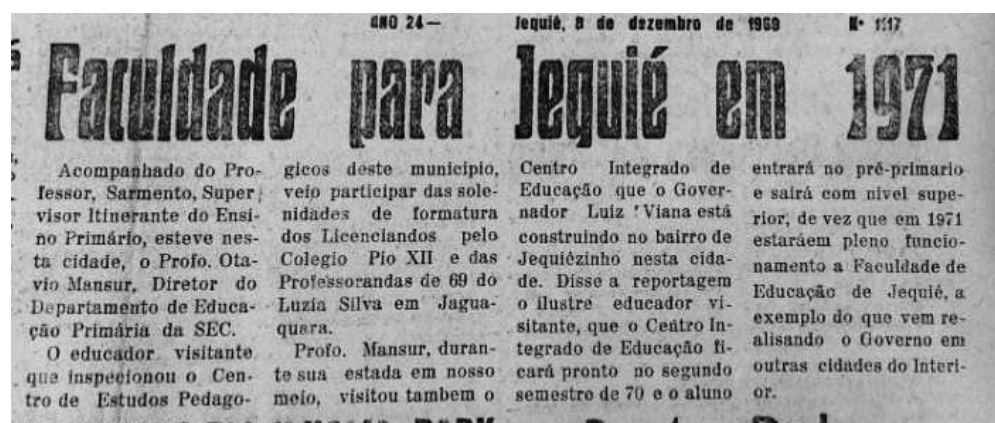 ANO 24—
Jequié, 8 de dezembro de 1969
Nº 1117
Faculdade para Jequié em 1971
Acompanhado do Pro-
fessor, Sarmento, Super
visor Itinerante do Ensi
no Primário, esteve nes-
ta cidade, o Profo. Ota
vio Mansur, Diretor do
Departamento de Educa
ção Primária da SEC.
O educador visitante
que inspecionou o Cen-
tro de Estudos Pedago-
gicos deste municipio,
veio participar das sole-
nidades de formatura
dos Licenciandos pelo
Colegio Pio XII e das
Professorandas de 69 do
Luzia Silva em Jagua-
quara.
Profo. Mansur, duran-
te sua estada em nosso
meio, visitou tambem o
Centro Integrado de
Educação que o Gover-
nador Luiz Viana está
construindo no bairro de
Jequiézinho nesta cida-
de. Disse a reportagem
o ilustre educador vi-
sitante, que o Centro In-
tegrado de Educação fi-
cará pronto no segundo
semestre de 70 e o aluno
entrará no pré-primario
e sairá com nivel supe-
rior, de vez que em 1971
estaráem pleno funcio-
namento a Faculdade de
Educação de Jequié, a
exemplo do que vem re-
alisando o Governo em
outras cidades do Interi-
or.